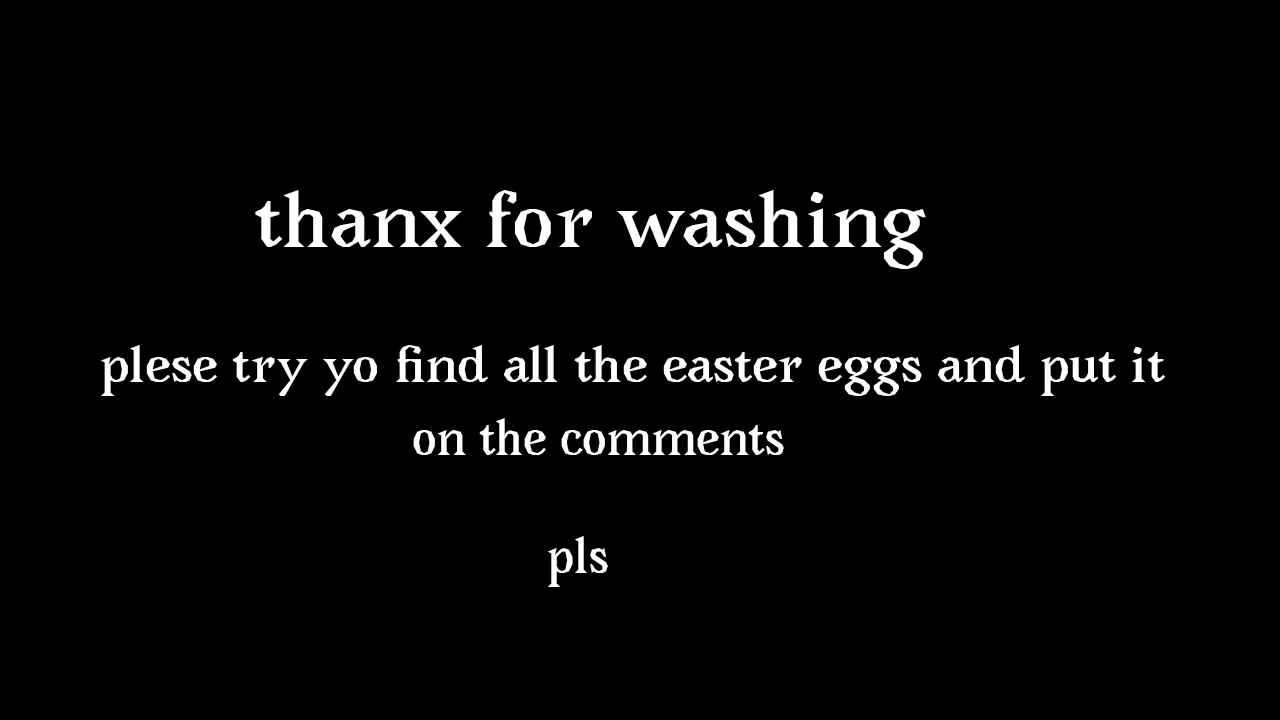 thanx for washing
plese try yo find all the easter eggs and put it
on the comments
pls